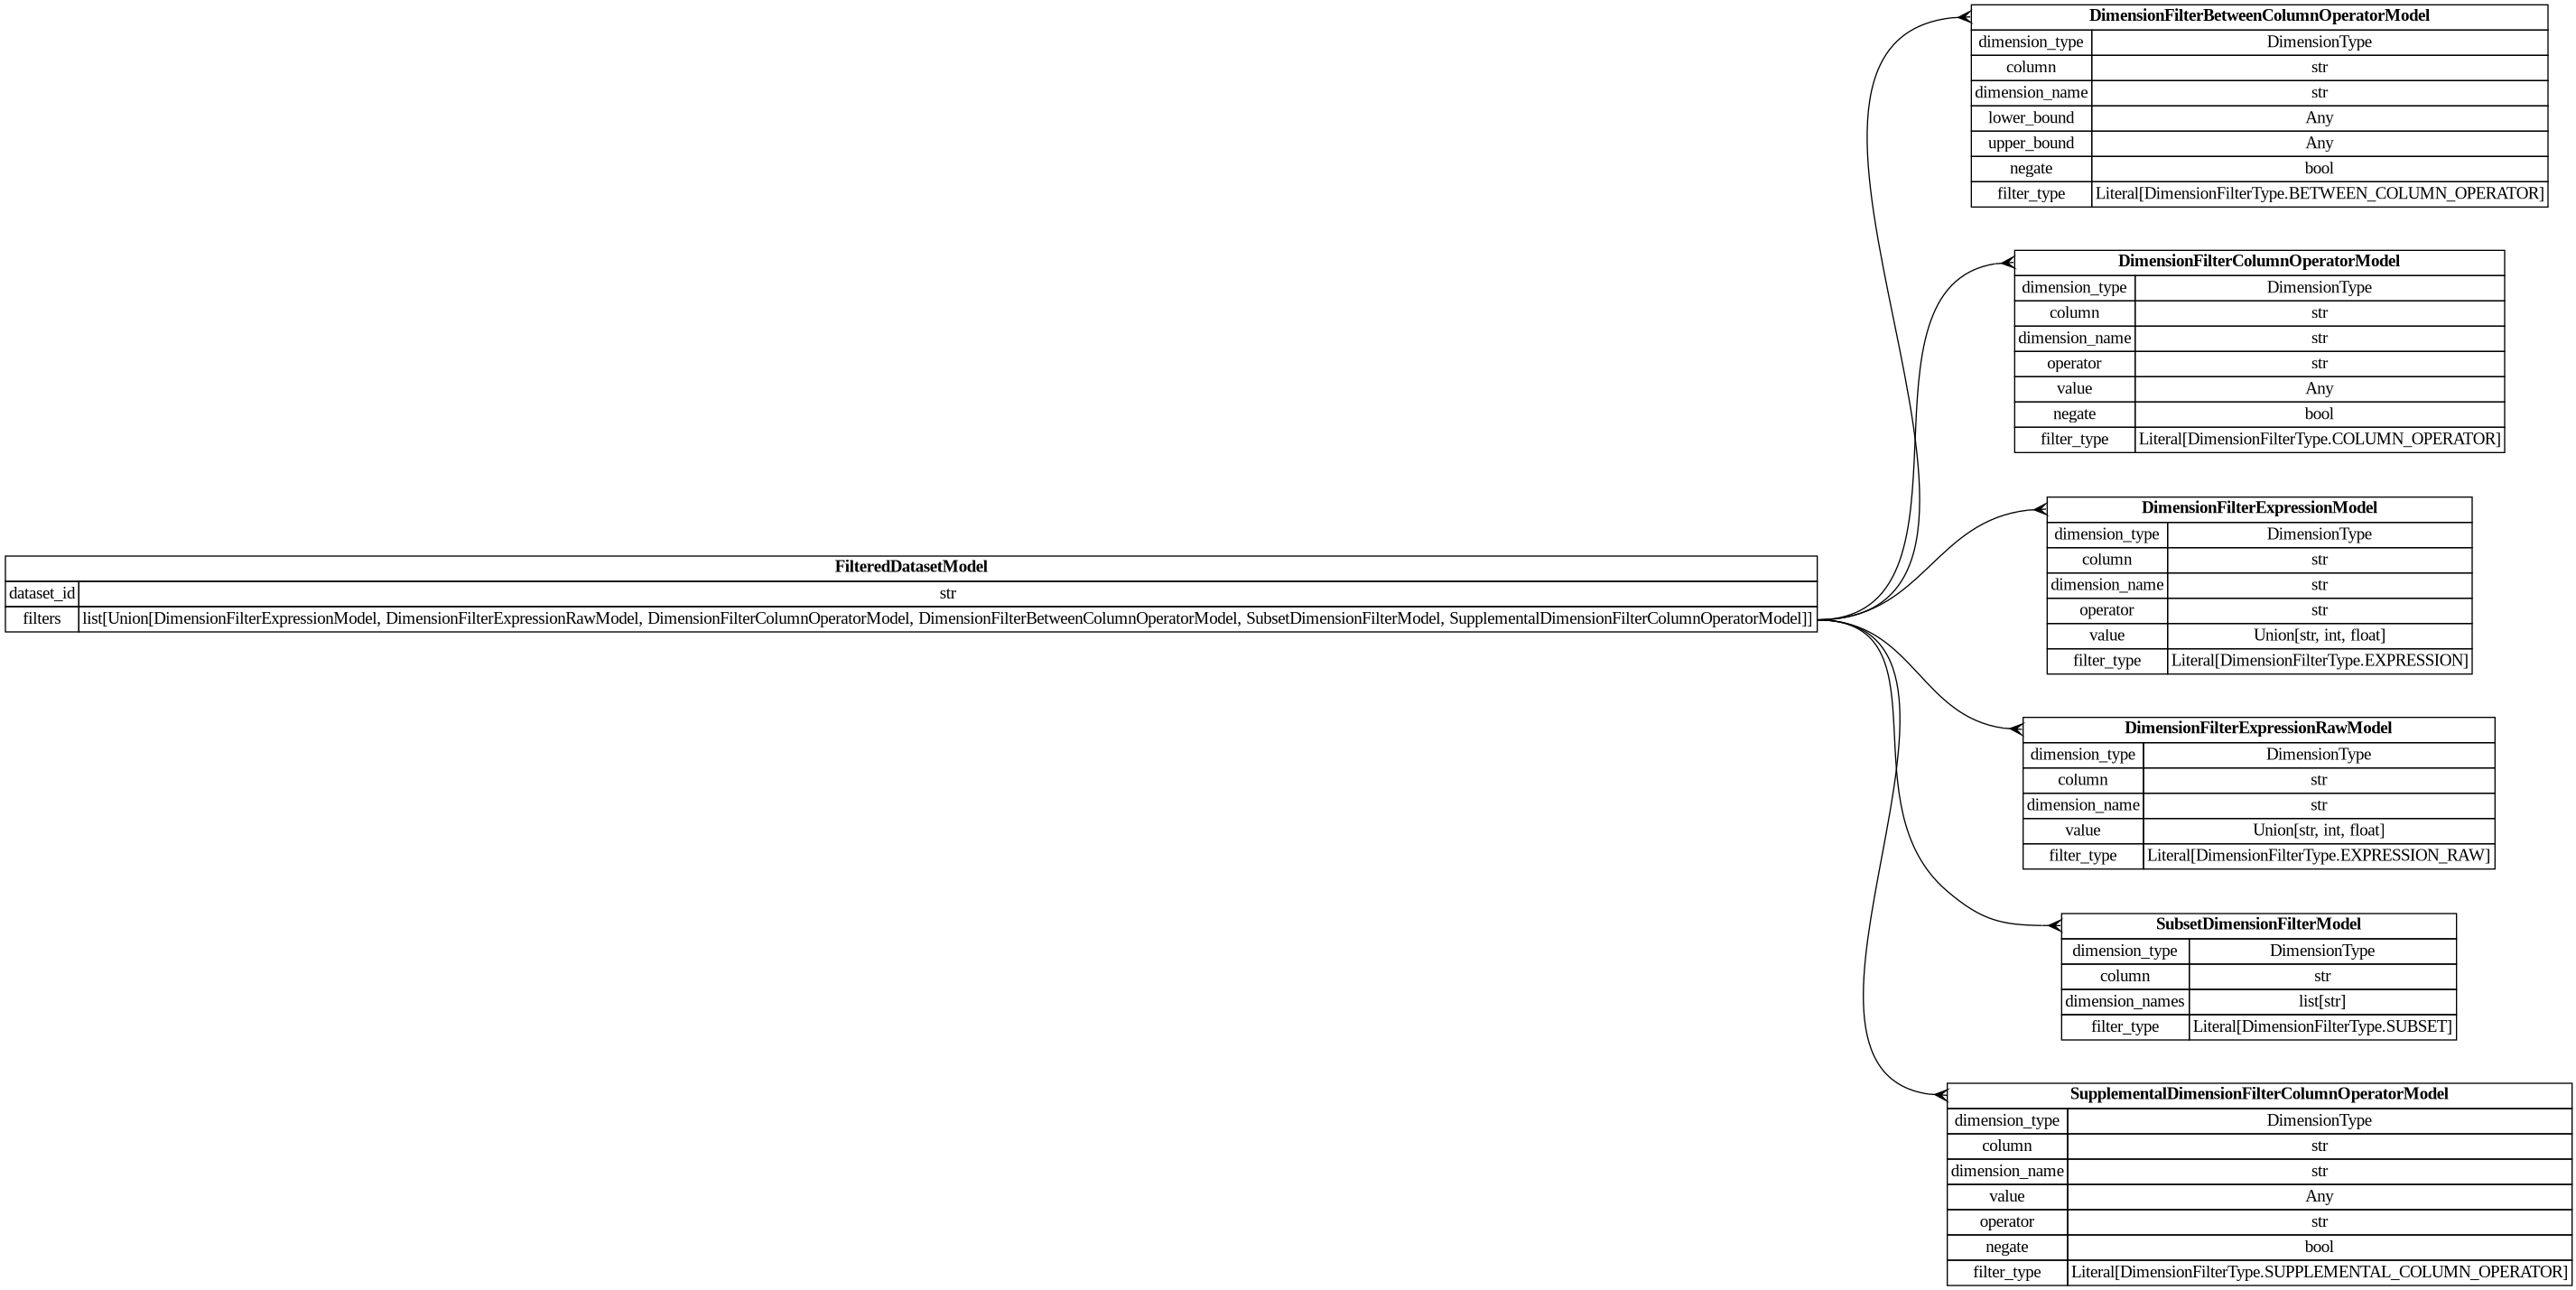 DimensionFilterBetweenColumnOperatorModel
dimension_type DimensionType
column str
dimension_name str
lower_bound Any
upper_bound Any
negate bool
filter_type Literal[DimensionFilterType.BETWEEN_COLUMN_OPERATOR]
DimensionFilterColumnOperatorModel
dimension_type DimensionType
column str
dimension_name str
operator str
value Any
negate bool
filter_type Literal[DimensionFilterType.COLUMN_OPERATOR]
DimensionFilterExpressionModel
dimension_type DimensionType
column str
dimension_name str
operator str
value Union[str, int, float]
filter_type Literal[DimensionFilterType.EXPRESSION]
FilteredDatasetModel
dataset_id str
filters list[Union[DimensionFilterExpressionModel, DimensionFilterExpressionRawModel, DimensionFilterColumnOperatorModel, DimensionFilterBetweenColumnOperatorModel, SubsetDimensionFilterModel, SupplementalDimensionFilterColumnOperatorModel]]
DimensionFilterExpressionRawModel
dimension_type DimensionType
column str
dimension_name str
value Union[str, int, float]
filter_type Literal[DimensionFilterType.EXPRESSION_RAW]
SubsetDimensionFilterModel
dimension_type DimensionType
column str
dimension_names list[str]
filter_type Literal[DimensionFilterType.SUBSET]
SupplementalDimensionFilterColumnOperatorModel
dimension_type DimensionType
column str
dimension_name str
value Any
operator str
negate bool
filter_type Literal[DimensionFilterType.SUPPLEMENTAL_COLUMN_OPERATOR]